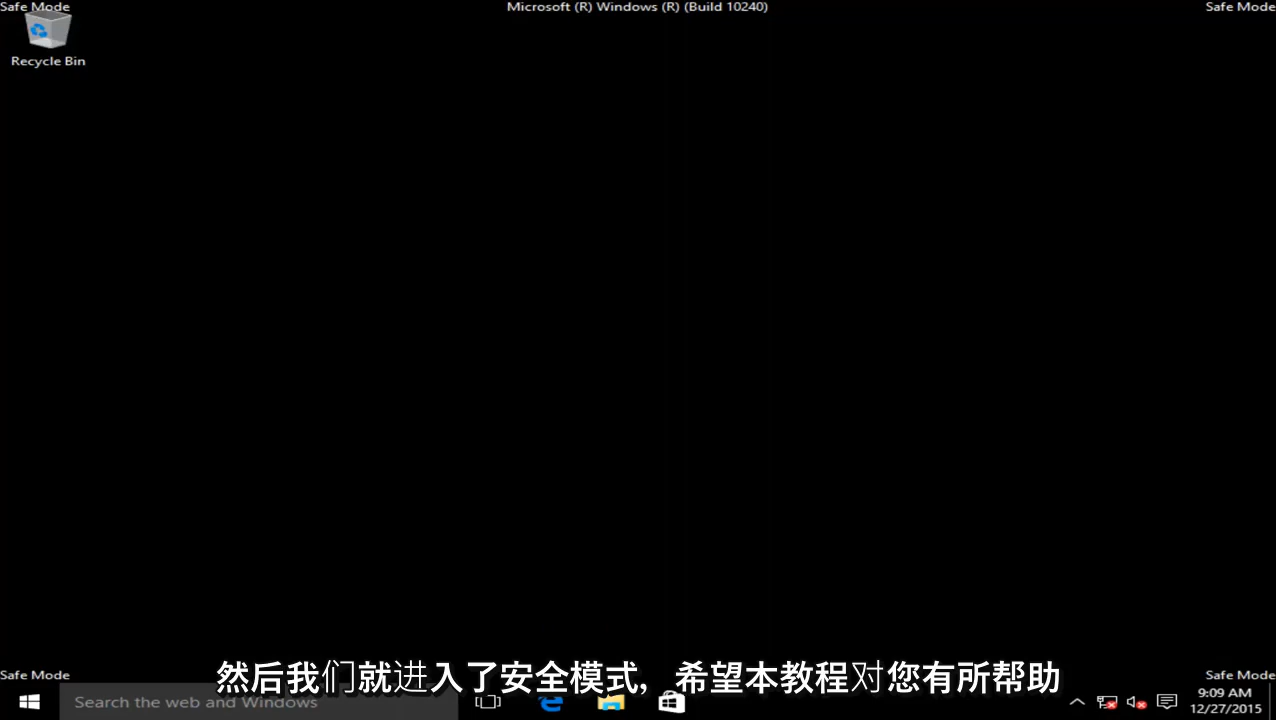 Safe Mode
Microsoft (R) Windows (R) (Build 10240)
Safe Mode
Recycle Bin
Safe Mode
Safe Mode
然后我们就进入了安全模式，希望本教程对您有所帮助
Search the web and Windows
9:09 AM
12/27/2015